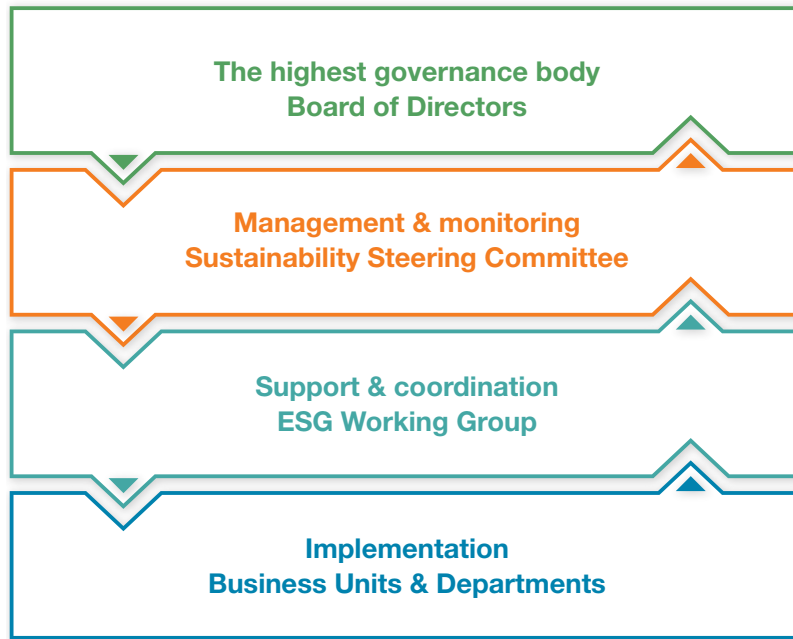 The highest governance body
Board of Directors
Management & monitoring
Sustainability Steering Committee
Support & coordination
ESG Working Group
Implementation
Business Units & Departments